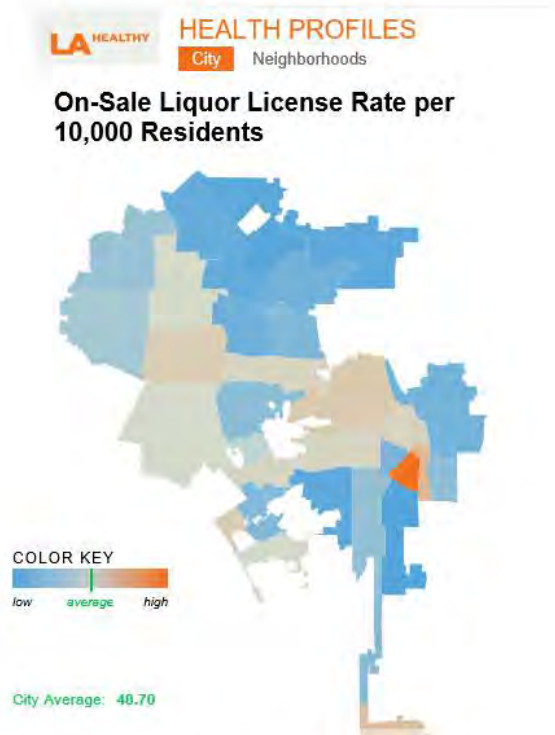 LA HEALTHY
HEALTH PROFILES
City Neighborhoods
On-Sale Liquor License Rate per
10,000 Residents
COLOR KEY
low average high
City Average: 48.70